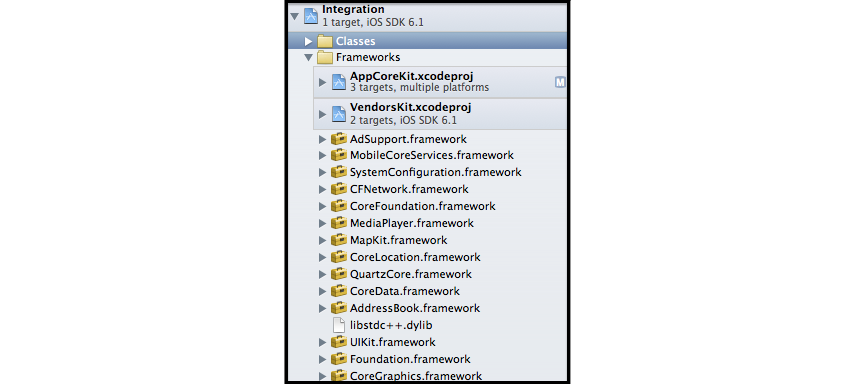 Integration
1 target, iOS SDK 6.1
Classes
Frameworks
AppCoreKit.xcodeproj
3 targets, multiple platforms
M
VendorsKit.xcodeproj
2 targets, iOS SDK 6.1
AdSupport.framework
MobileCoreServices.framework
SystemConfiguration.framework
CFNetwork.framework
CoreFoundation.framework
MediaPlayer.framework
MapKit.framework
CoreLocation.framework
QuartzCore.framework
CoreData.framework
AddressBook.framework
libstdc++.dylib
UIKit.framework
Foundation.framework
CoreGraphics.framework